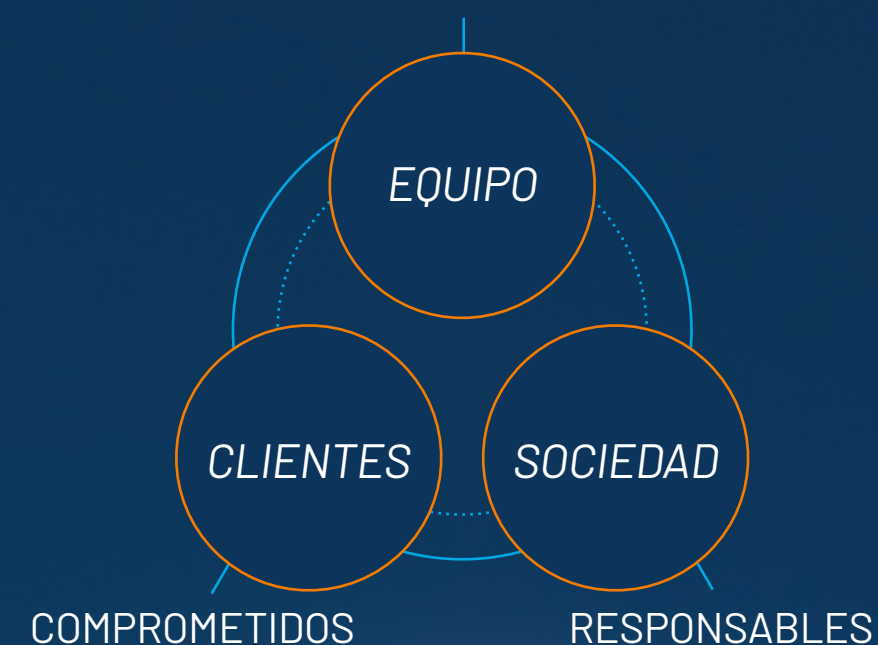 EQUIPO
CLIENTES
SOCIEDAD
COMPROMETIDOS
RESPONSABLES